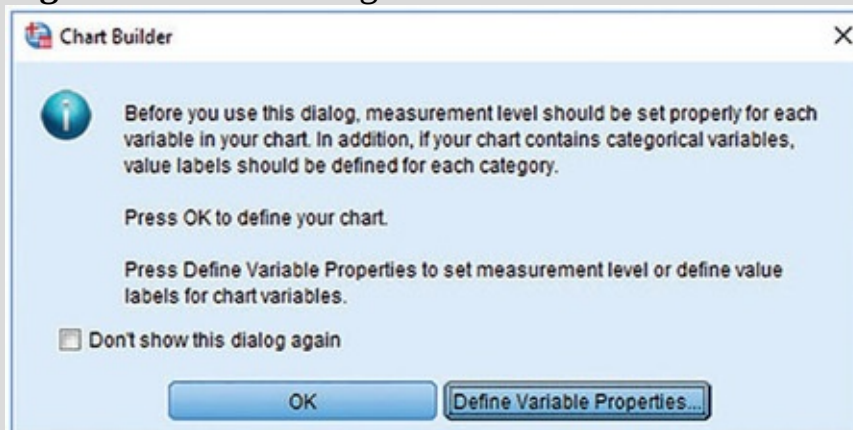 Chart Builder
Before you use this dialog, measurement level should be set properly for each
variable in your chart. In addition, if your chart contains categorical variables,
value labels should be defined for each category.
Press OK to define your chart.
Press Define Variable Properties to set measurement level or define value
labels for chart variables.
Don't show this dialog again
OK
Define Variable Properties...